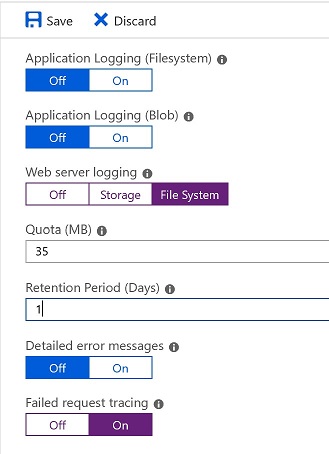 Save Discard
Application Logging (Filesystem)
Off On
Application Logging (Blob)
Off On
Web server logging
Off Storage File System
Quota (MB)
35
Retention Period (Days)
1
Detailed error messages
Off On
Failed request tracing
Off On